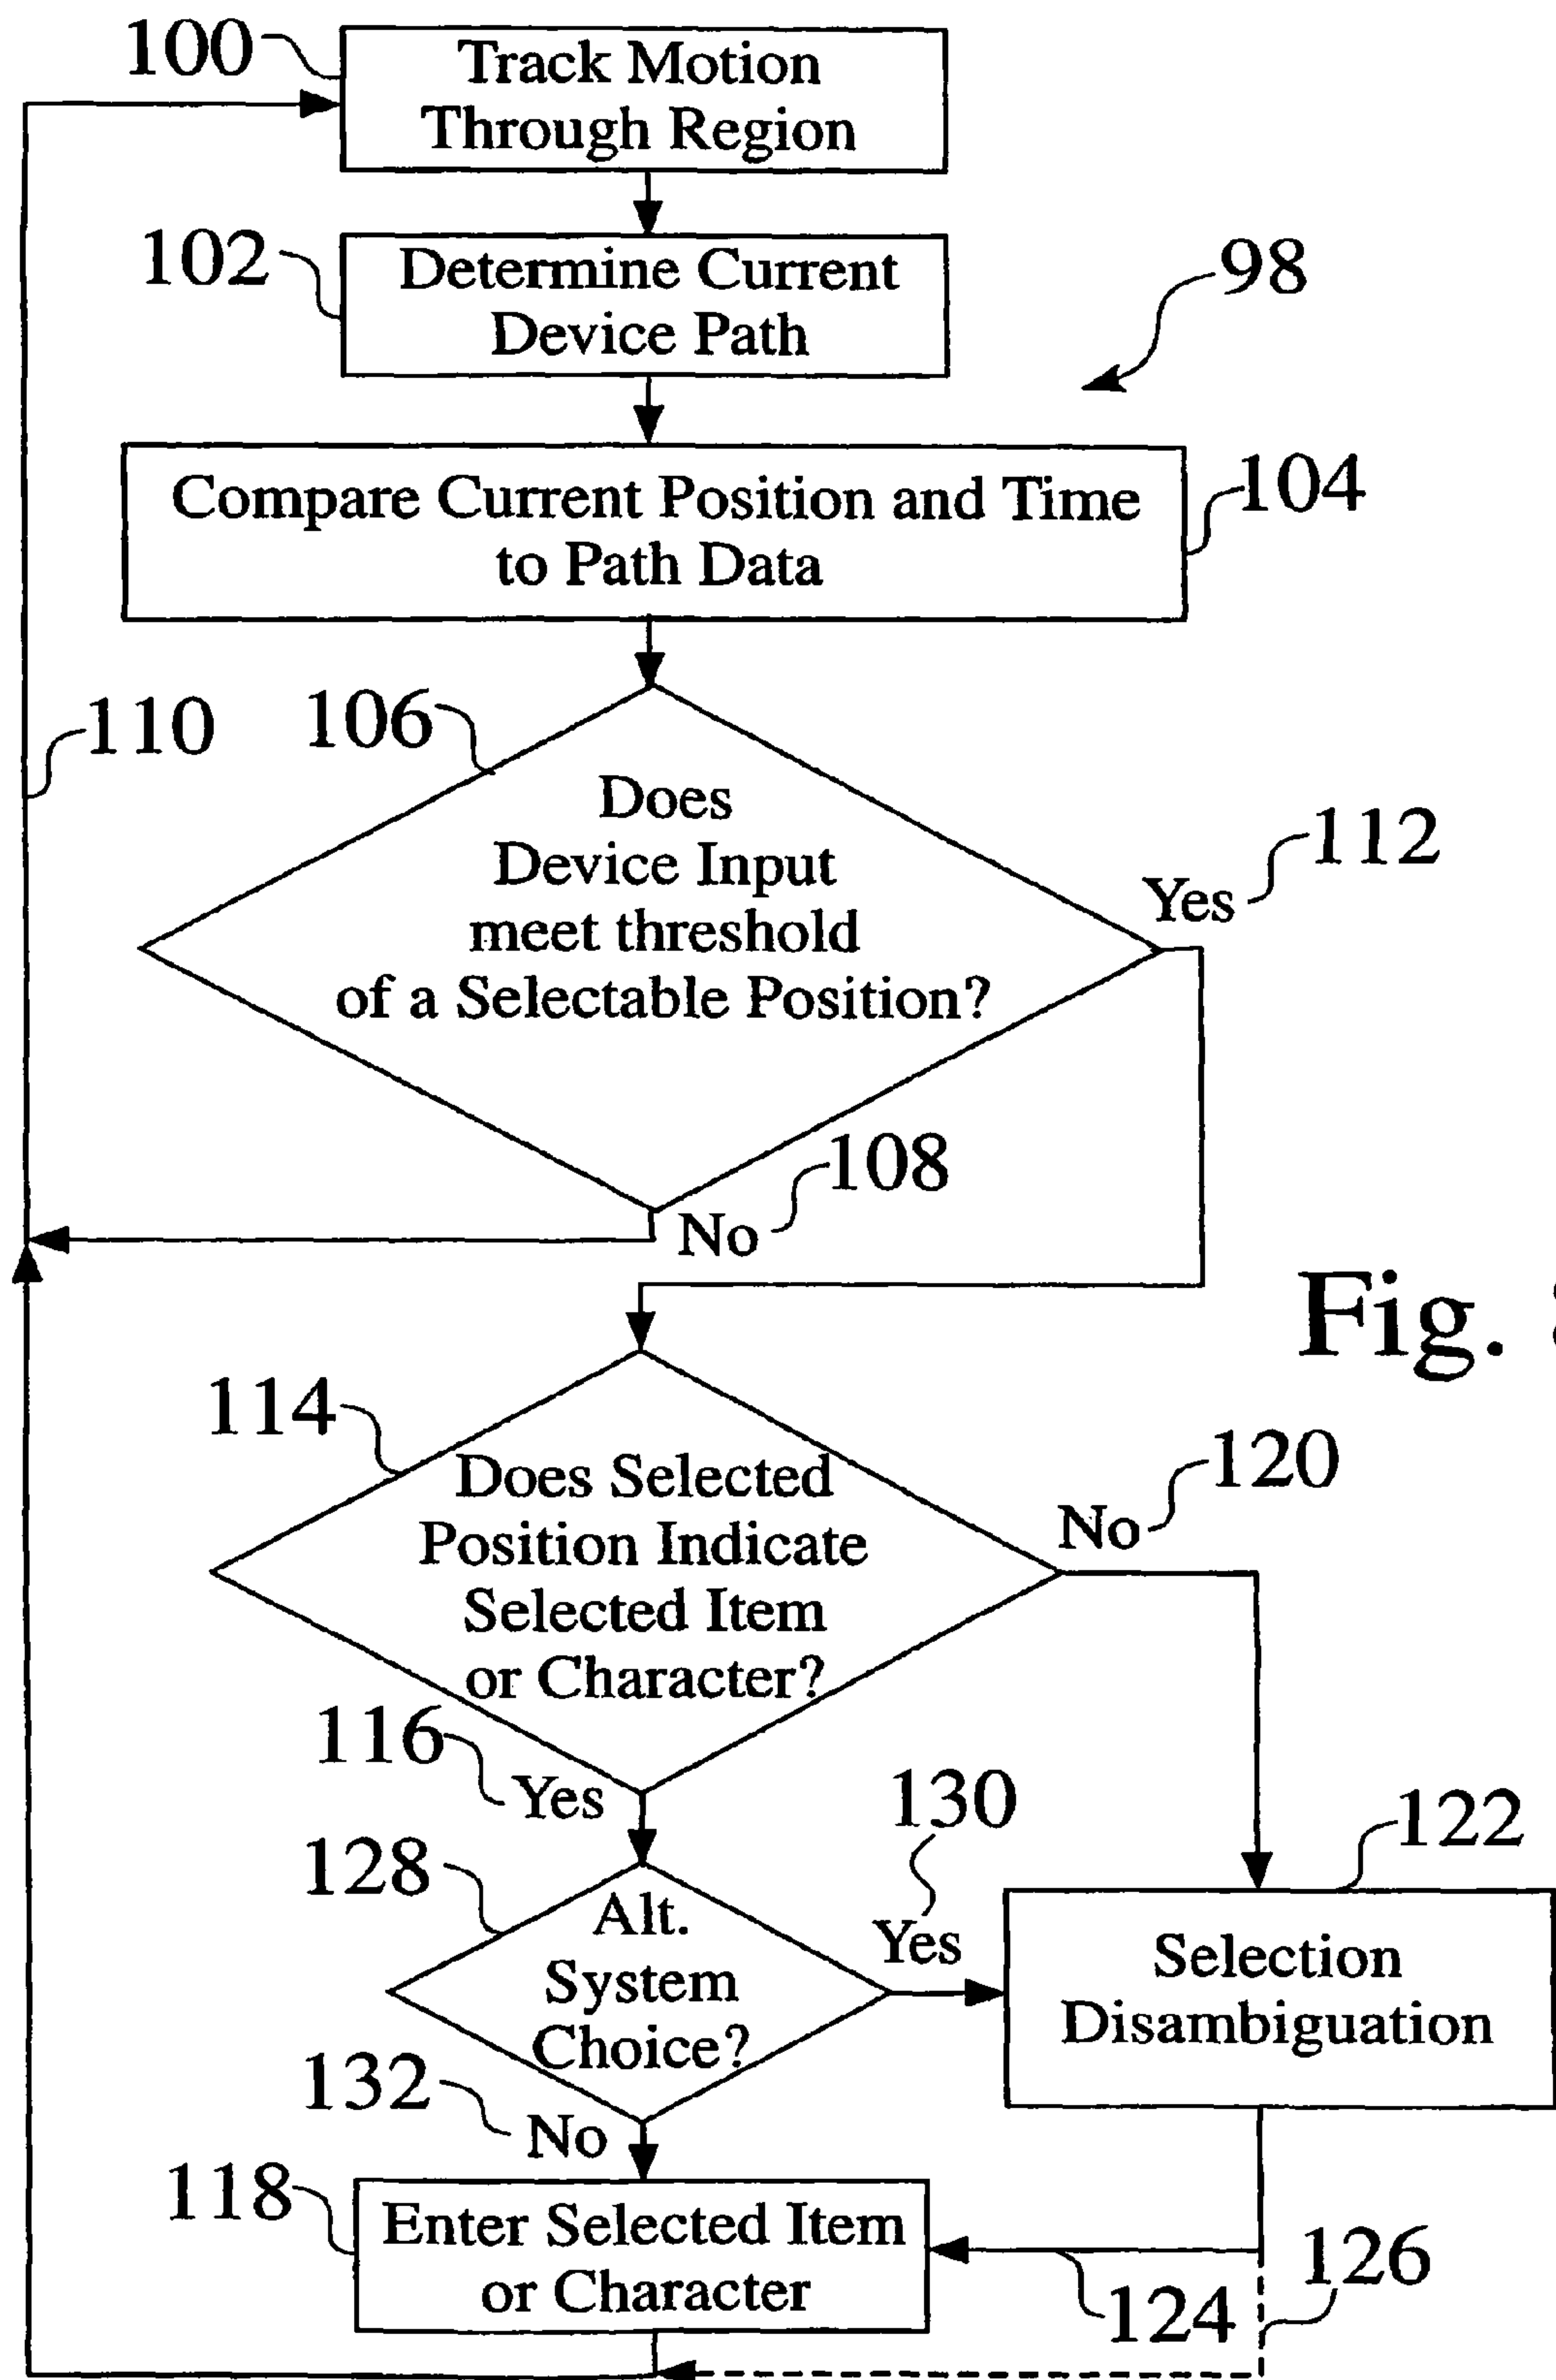 100
Track Motion
Through Region
102
Determine Current
Device Path
98
Compare Current Position and Time
to Path Data
104
110
106
Does
Device Input
meet threshold
of a Selectable Position?
Yes
112
108
No
Fig.
114
Does Selected
Position Indicate
Selected Item
or Character?
No
120
116
Yes
128
Alt.
System
Choice?
130
Yes
122
Selection
Disambiguation
132
No
118
Enter Selected Item
or Character
124
126